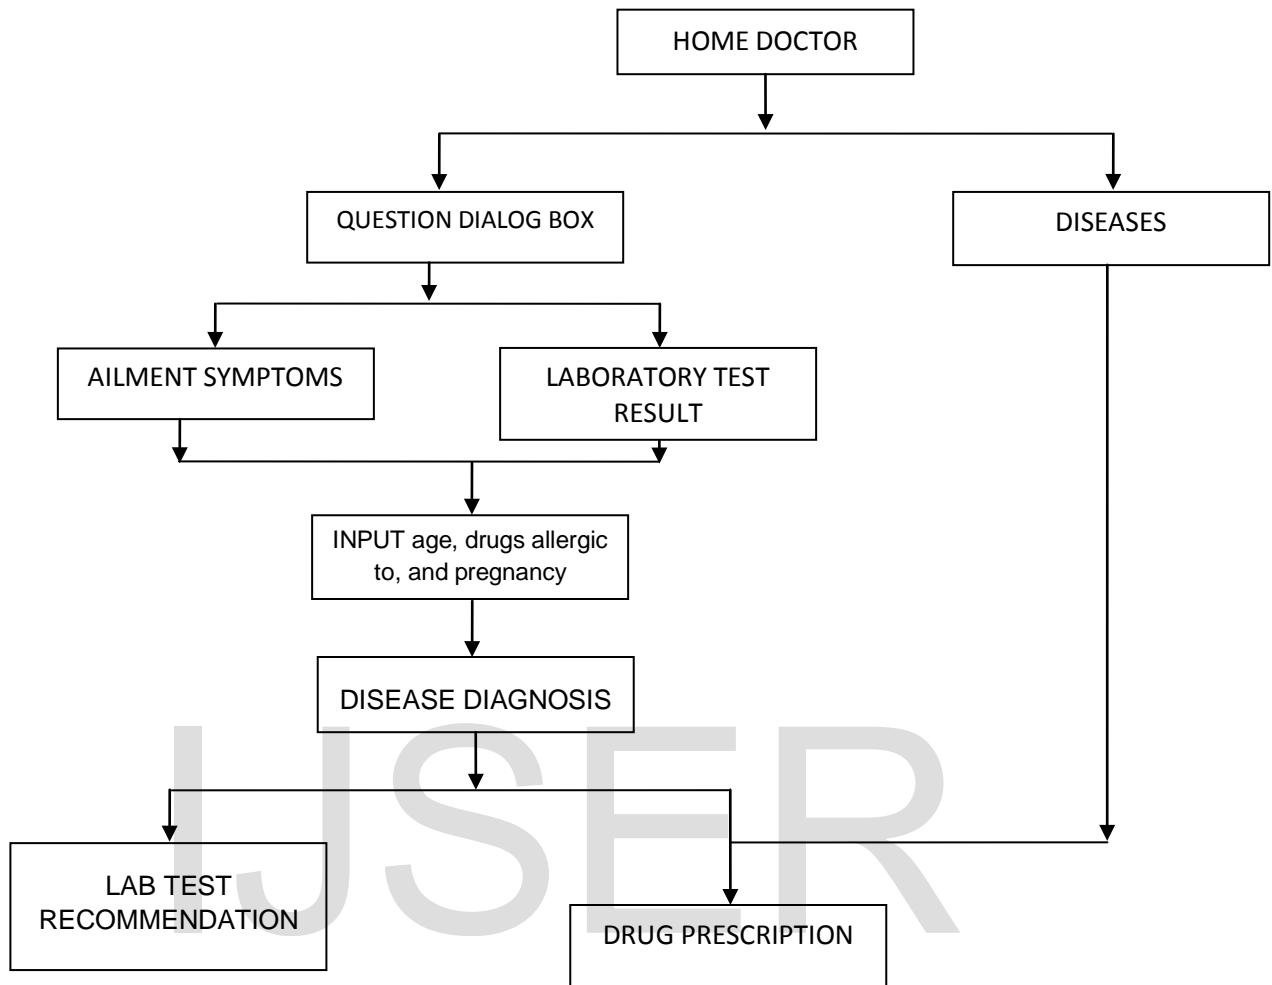 HOME DOCTOR
QUESTION DIALOG BOX
DISEASES
AILMENT SYMPTOMS
LABORATORY TEST
RESULT
INPUT age, drugs allergic
to, and pregnancy
DISEASE DIAGNOSIS
IJSER
LAB TEST
RECOMMENDATION
DRUG PRESCRIPTION